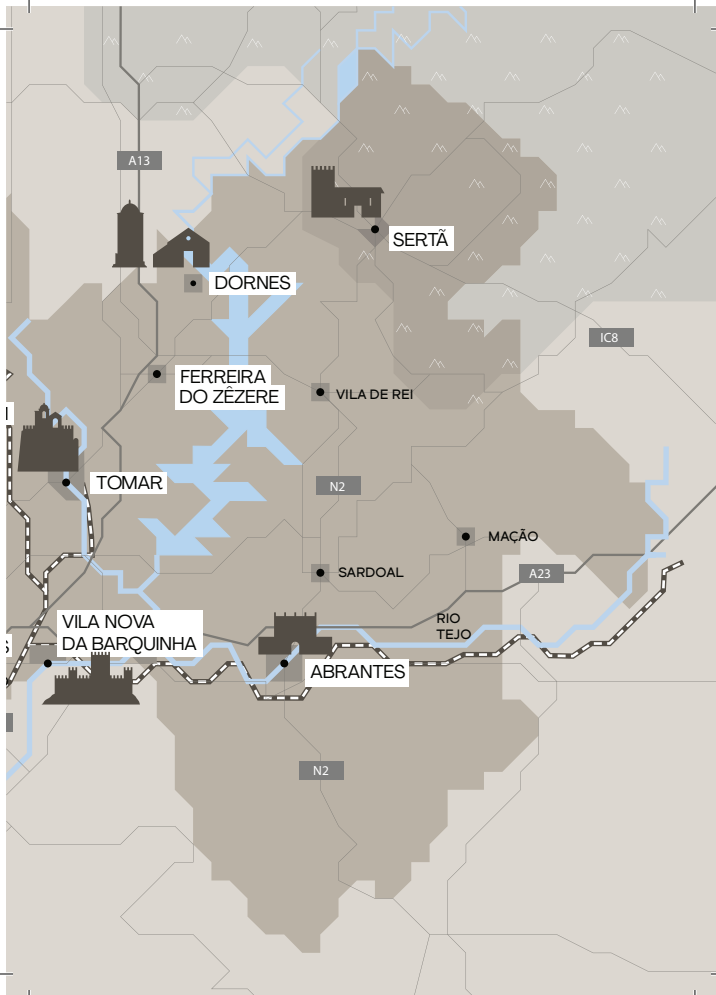 A13
SERTÃ
DORNES
IC8
FERREIRA
DO ZÊZERE
VILA DE REI
TOMAR
N2
MAÇÃO
SARDOAL
A23
VILA NOVA
DA BARQUINHA
RIO
TEJO
ABRANTES
N2